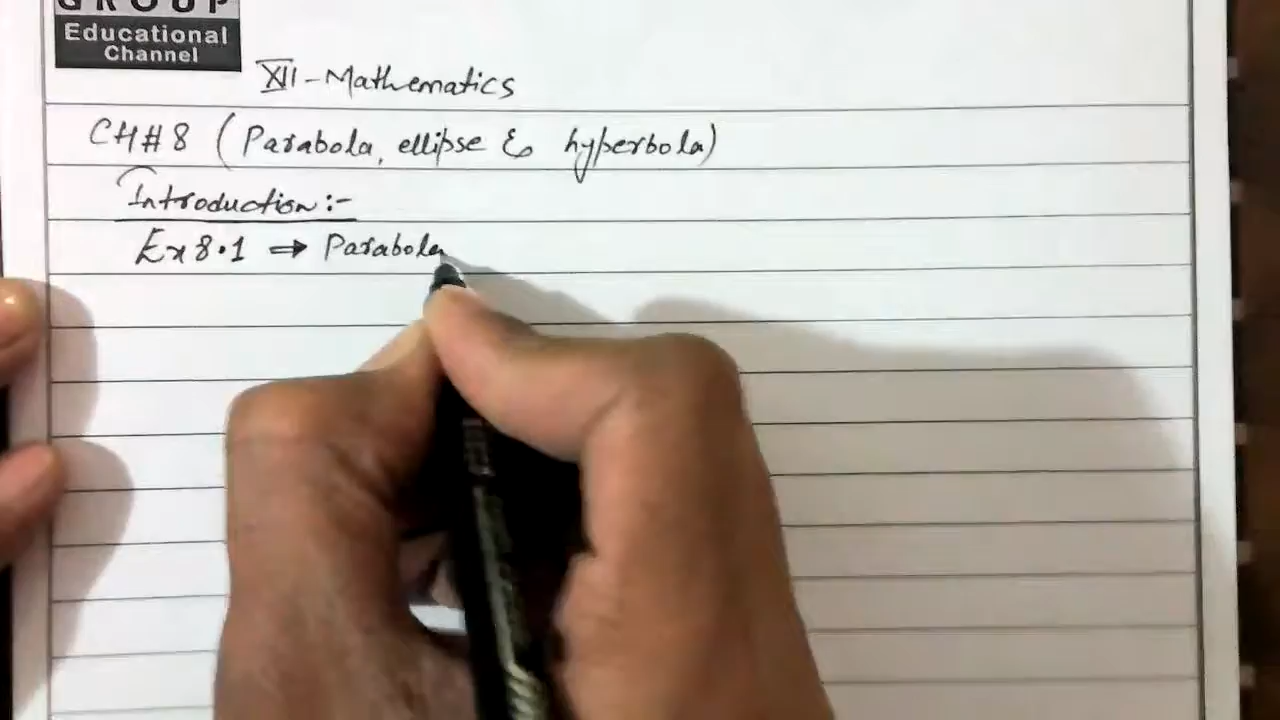 GROUP
Educational
Channel
XII - Mathematics
CH# 8 (Parabola, ellipse & hyperbola)
Introduction :-
Ex 8.1 ⇒ Parabola